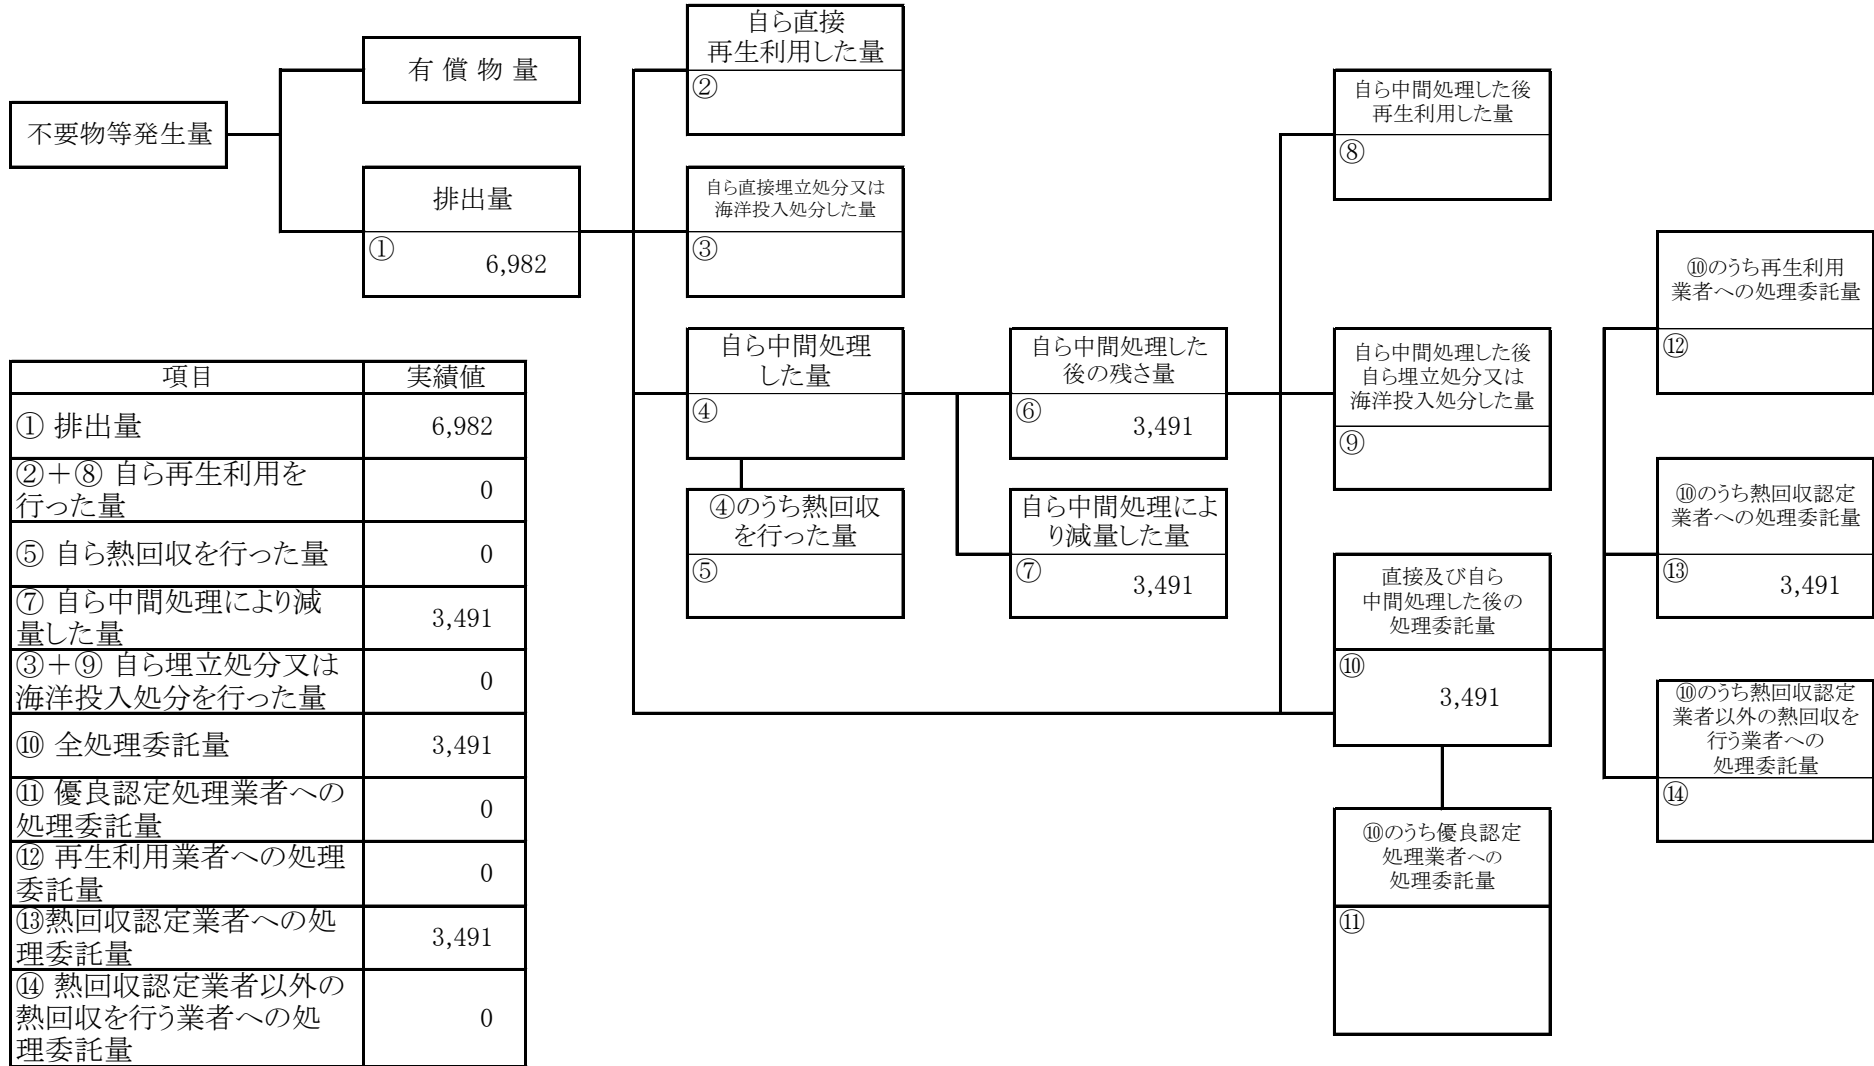 不要物等発生量
有償物量
排出量
①
6,982
自ら直接
再生利用した量
②
自ら直接埋立処分又は
海洋投入処分した量
③
自ら中間処理
した量
④
④のうち熱回収
を行った量
⑤
自ら中間処理した
後の残さ量
⑥
3,491
自ら中間処理によ
り減量した量
⑦
3,491
自ら中間処理した後
再生利用した量
⑧
自ら中間処理した後
自ら埋立処分又は
海洋投入処分した量
⑨
直接及び自ら
中間処理した後の
処理委託量
⑩
3,491
⑩のうち優良認定
処理業者への
処理委託量
⑪
⑩のうち再生利用
業者への処理委託量
⑫
⑩のうち熱回収認定
業者への処理委託量
⑬
3,491
⑩のうち熱回収認定
業者以外の熱回収を
行う業者への
処理委託量
⑭
項目 実績値
① 排出量 6,982
②＋⑧ 自ら再生利用を
行った量 0
⑤ 自ら熱回収を行った量 0
⑦ 自ら中間処理により減
量した量 3,491
③＋⑨ 自ら埋立処分又は
海洋投入処分を行った量 0
⑩ 全処理委託量 3,491
⑪ 優良認定処理業者への
処理委託量 0
⑫ 再生利用業者への処理
委託量 0
⑬熱回収認定業者への処
理委託量 3,491
⑭ 熱回収認定業者以外の
熱回収を行う業者への処
理委託量 0